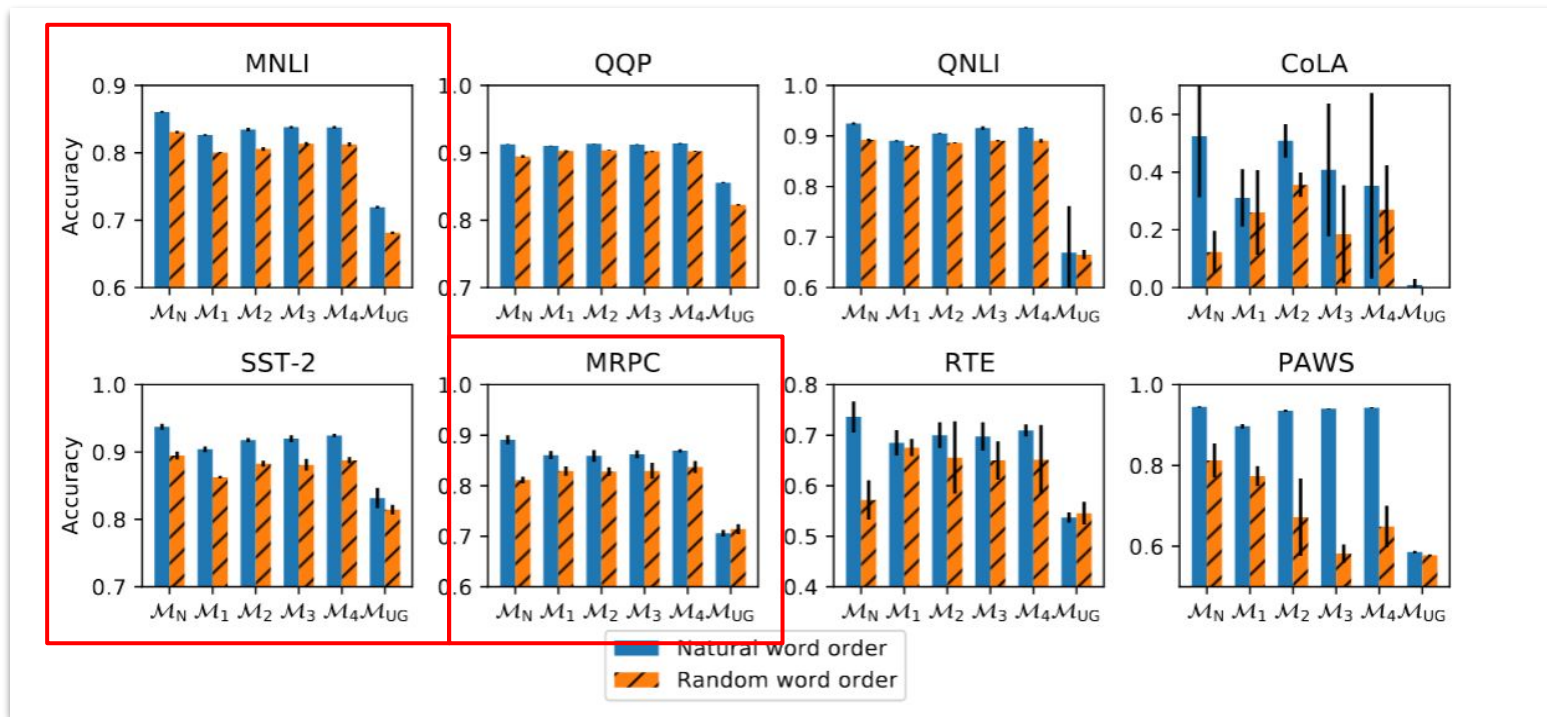 MNLI QQP QNLI CoLA
0.9 1.0 1.0
0.6
0.8 0.9 0.9
0.4
0.8
0.7 0.8 0.7 0.2
0.6 0.7 0.6 0.0
Accuracy
ℳN ℳ1 ℳ2 ℳ3 ℳ4 ℳUG ℳN ℳ1 ℳ2 ℳ3 ℳ4 ℳUG ℳN ℳ1 ℳ2 ℳ3 ℳ4 ℳUG ℳN ℳ1 ℳ2 ℳ3 ℳ4 ℳUG
SST-2 MRPC RTE PAWS
1.0 1.0 0.8 1.0
0.9 0.9 0.7
0.8 0.6 0.8
0.8 0.7 0.5 0.6
0.7 0.6 0.4
Accuracy
ℳN ℳ1 ℳ2 ℳ3 ℳ4 ℳUG ℳN ℳ1 ℳ2 ℳ3 ℳ4 ℳUG ℳN ℳ1 ℳ2 ℳ3 ℳ4 ℳUG ℳN ℳ1 ℳ2 ℳ3 ℳ4 ℳUG
Natural word order
Random word order